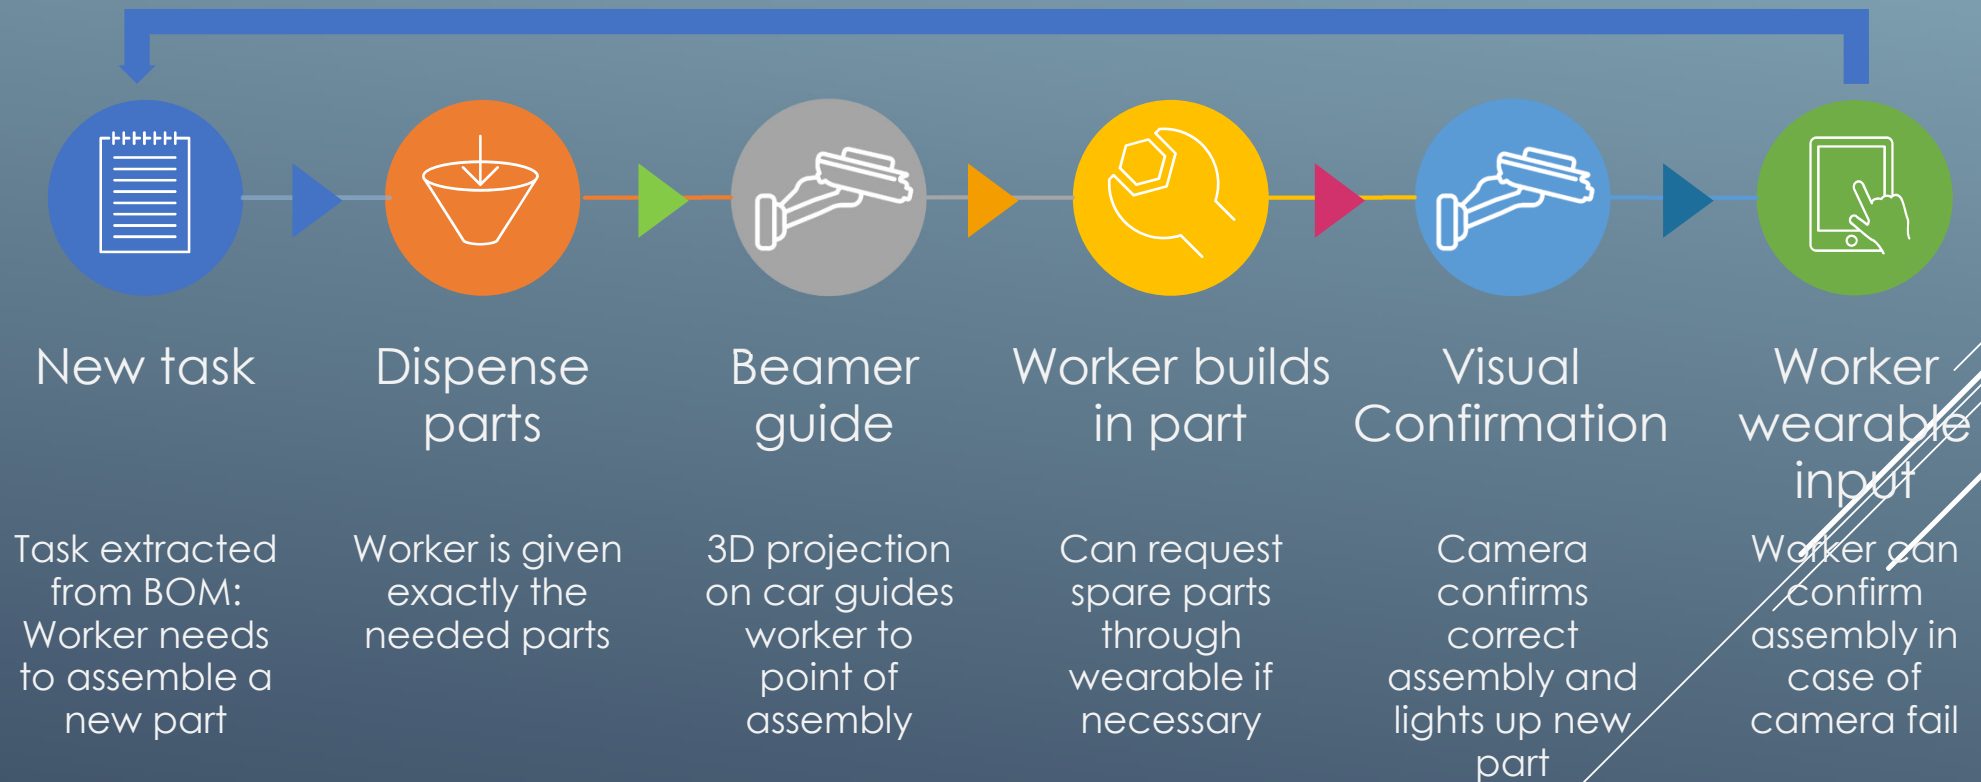 New task
Task extracted
from BOM:
Worker needs
to assemble a
new part
Dispense
parts
Worker is given
exactly the
needed parts
Beamer
guide
3D projection
on car guides
worker to
point of
assembly
Worker builds
in part
Can request
spare parts
through
wearable if
necessary
Visual
Confirmation
Camera
confirms
correct
assembly and
lights up new
part
Worker
wearable
input
Worker can
confirm
assembly in
case of
camera fail